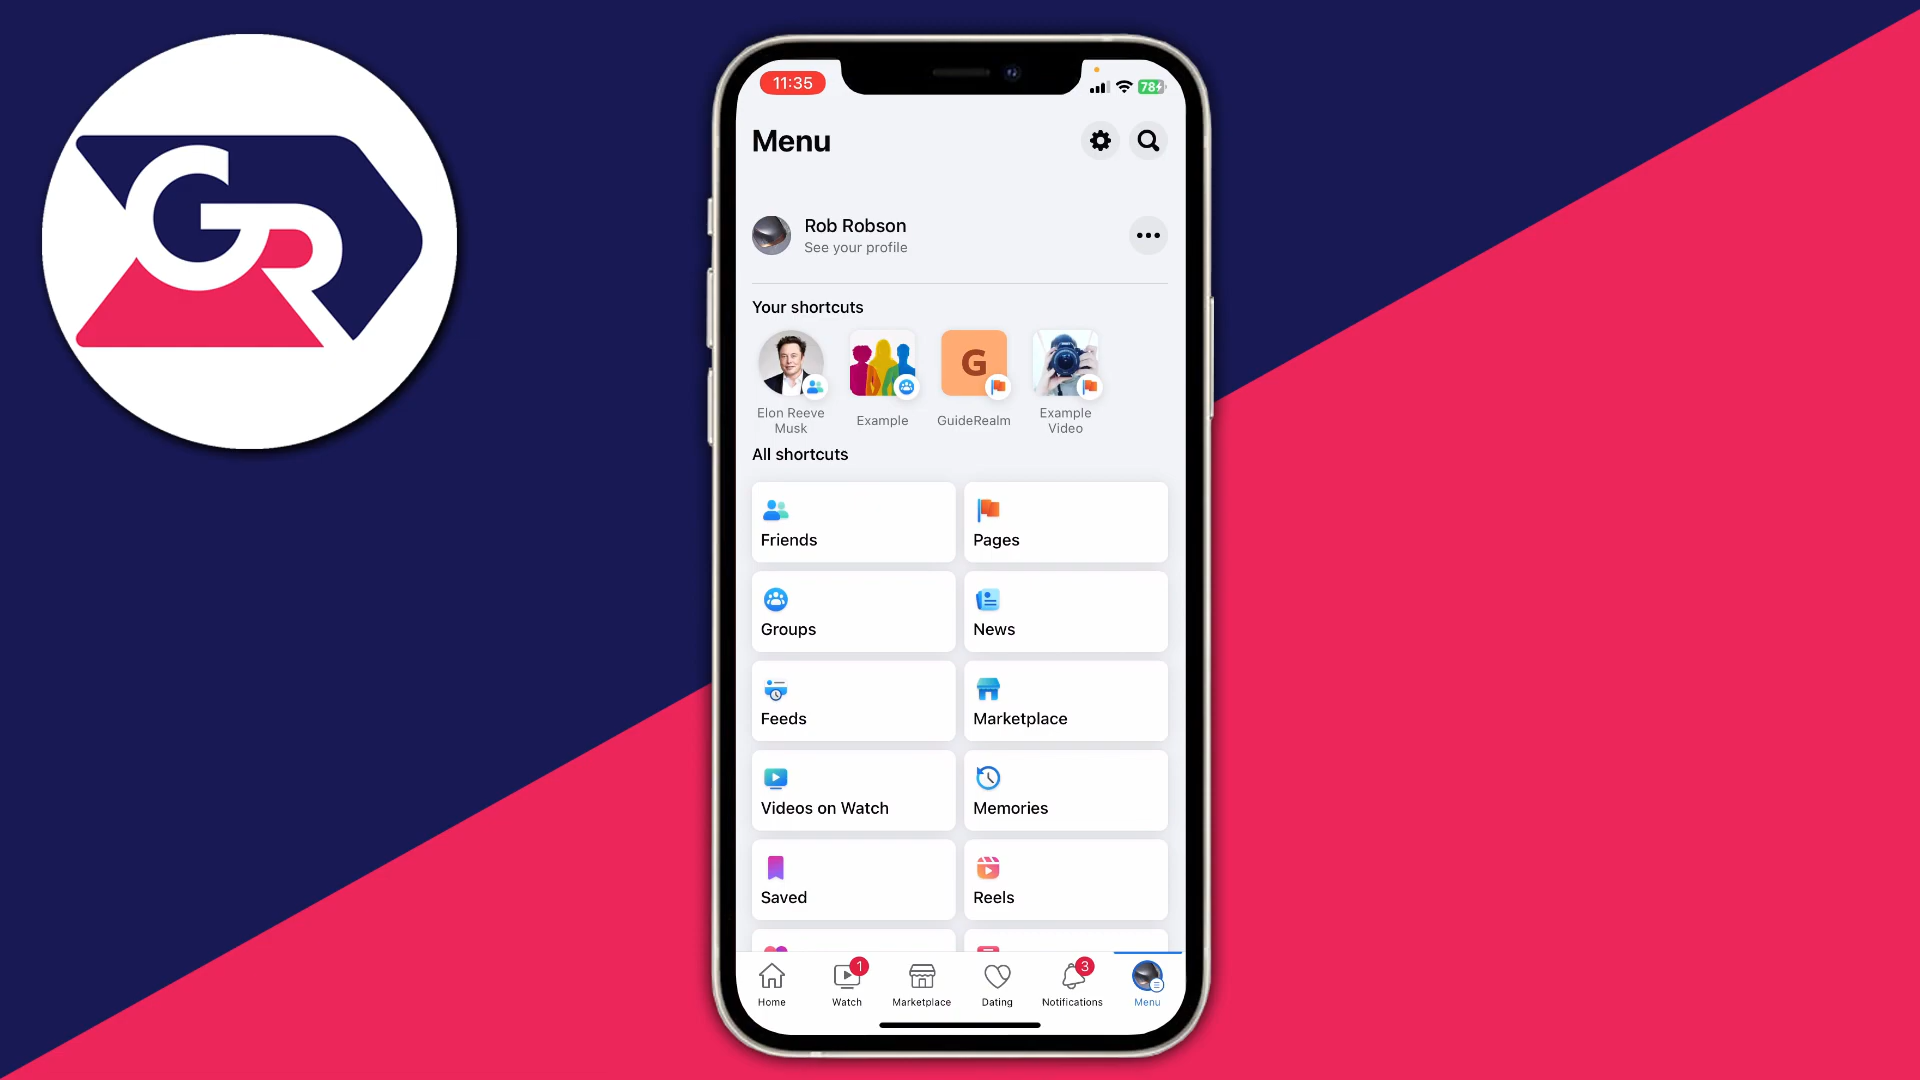 GR
11:35
78
Menu
Rob Robson
See your profile
Your shortcuts
Elon Reeve
Musk
Example
G
GuideRealm
Example
Video
All shortcuts
Friends
Pages
Groups
News
Feeds
Marketplace
Videos on Watch
Memories
Saved
Reels
1
3
Home
Watch
Marketplace
Dating
Notifications
Menu